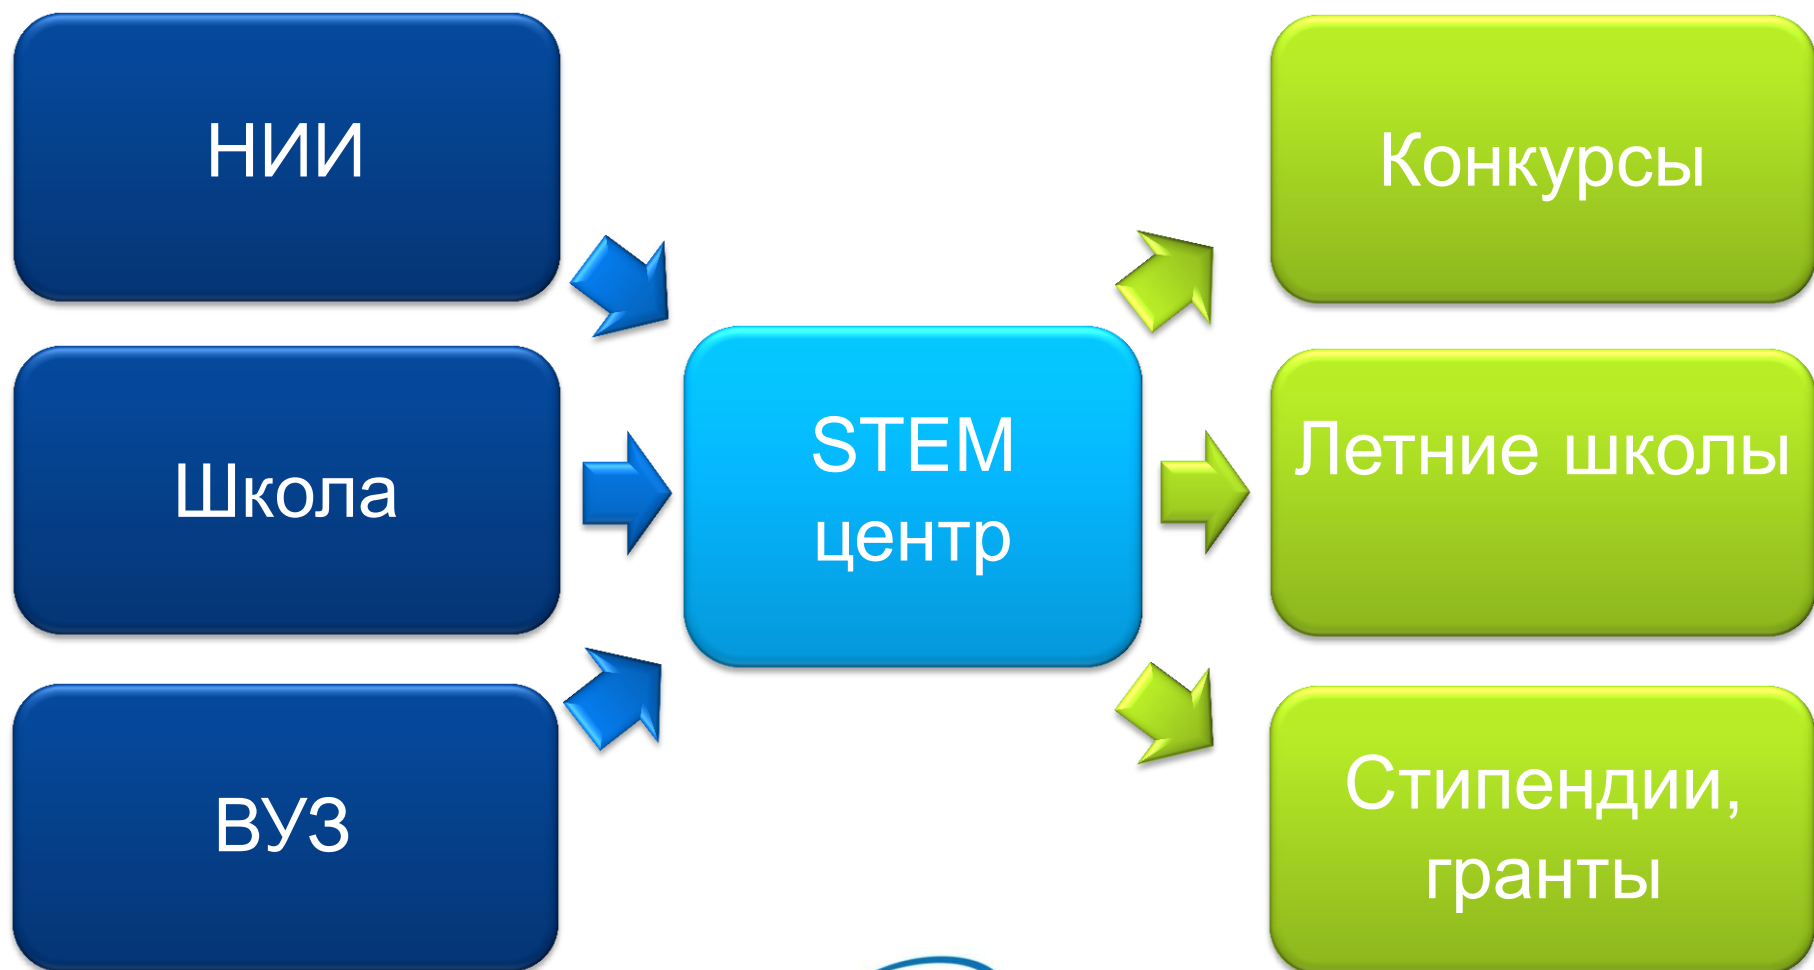 НИИ
Школа
ВУЗ
STEM
центр
Конкурсы
Летние школы
Стипендии,
гранты